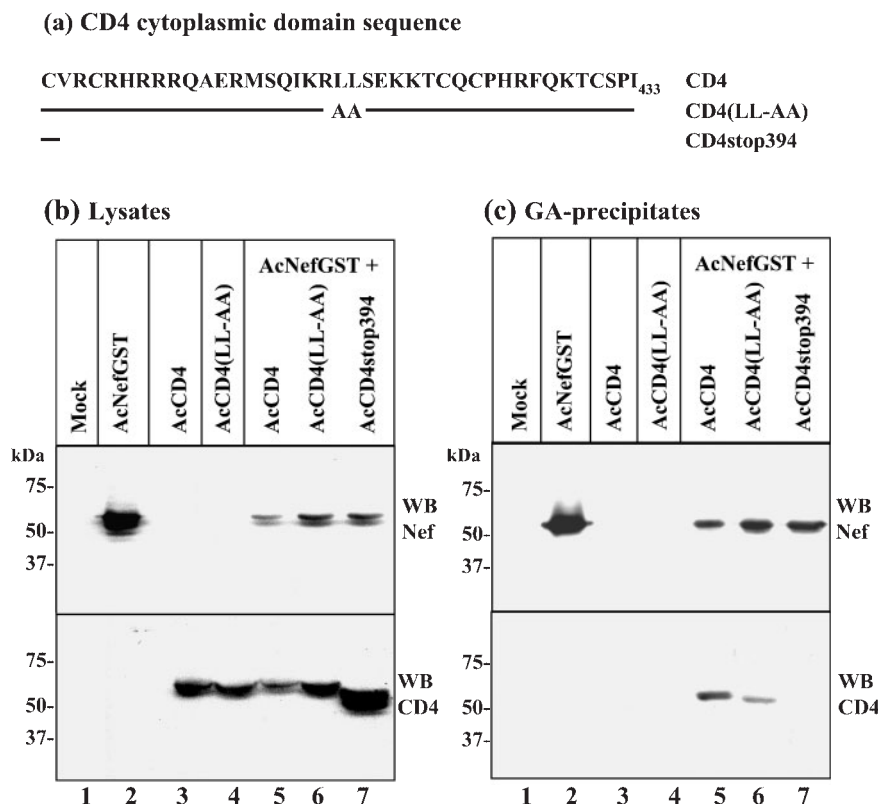 (a) CD4 cytoplasmic domain sequence
CVRCRHRRRQAERMSQIKRLLSEKKTCQCPHRFQKTCSPI433 CD4
AA CD4(LL-AA)
CD4stop394
(b) Lysates
Mock
AcNefGST
AcCD4
AcCD4(LL-AA)
AcNefGST +
AcCD4
AcCD4(LL-AA)
AcCD4stop394
kDa
75-
50-
37-
WB
Nef
75-
50-
37-
WB
CD4
1 2 3 4 5 6 7
(c) GA-precipitates
Mock
AcNefGST
AcCD4
AcCD4(LL-AA)
AcNefGST +
AcCD4
AcCD4(LL-AA)
AcCD4stop394
kDa
75-
50-
37-
WB
Nef
75-
50-
37-
WB
CD4
1 2 3 4 5 6 7